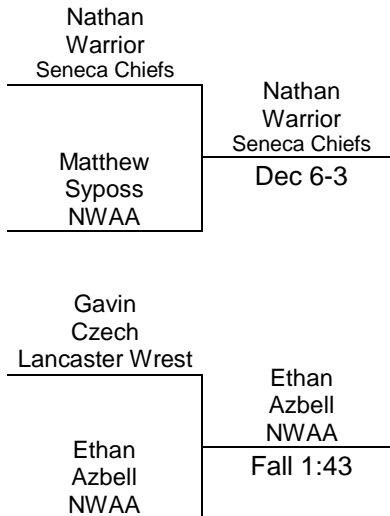 Nathan
Warrior
Seneca Chiefs
Nathan
Warrior
Seneca Chiefs
Dec 6-3
Matthew
Syposs
NWAA
Gavin
Czech
Lancaster Wrest
Ethan
Azbell
NWAA
Fall 1:43
Ethan
Azbell
NWAA